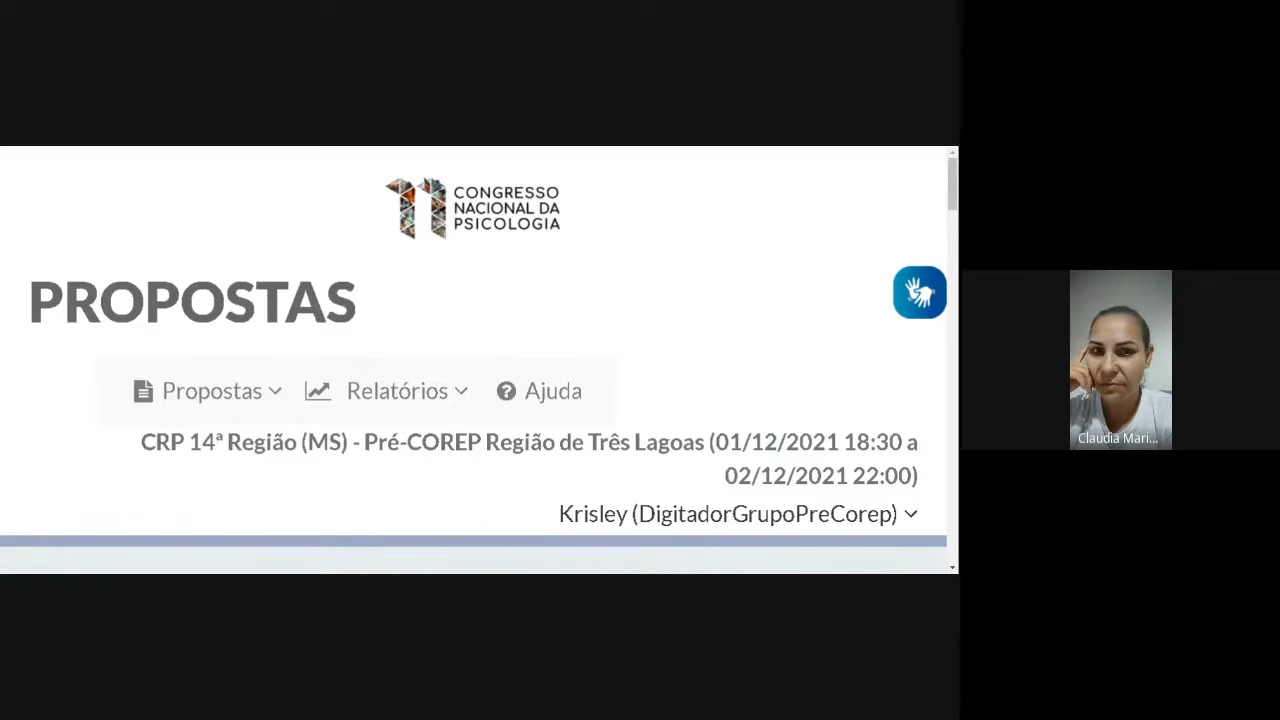 CONGRESSO
NACIONAL DA
PSICOLOGIA
PROPOSTAS
Propostas
Relatórios
Ajuda
CRP 14ª Região (MS) - Pré-COREP Região de Três Lagoas (01/12/2021 18:30 a
02/12/2021 22:00)
Krisley (DigitadorGrupoPreCorep)
Claudia Mari...